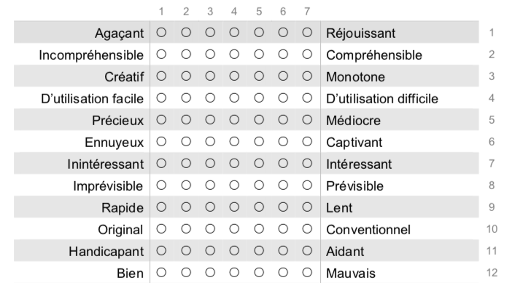 1 2 3 4 5 6 7
Agaçant Réjouissant 1
Incompréhensible Compréhensible 2
Créatif Monotone 3
D'utilisation facile D'utilisation difficile 4
Précieux Médiocre 5
Ennuyeux Captivant 6
Inintéressant Intéressant 7
Imprévisible Prévisible 8
Rapide Lent 9
Original Conventionnel 10
Handicapant Aidant 11
Bien Mauvais 12